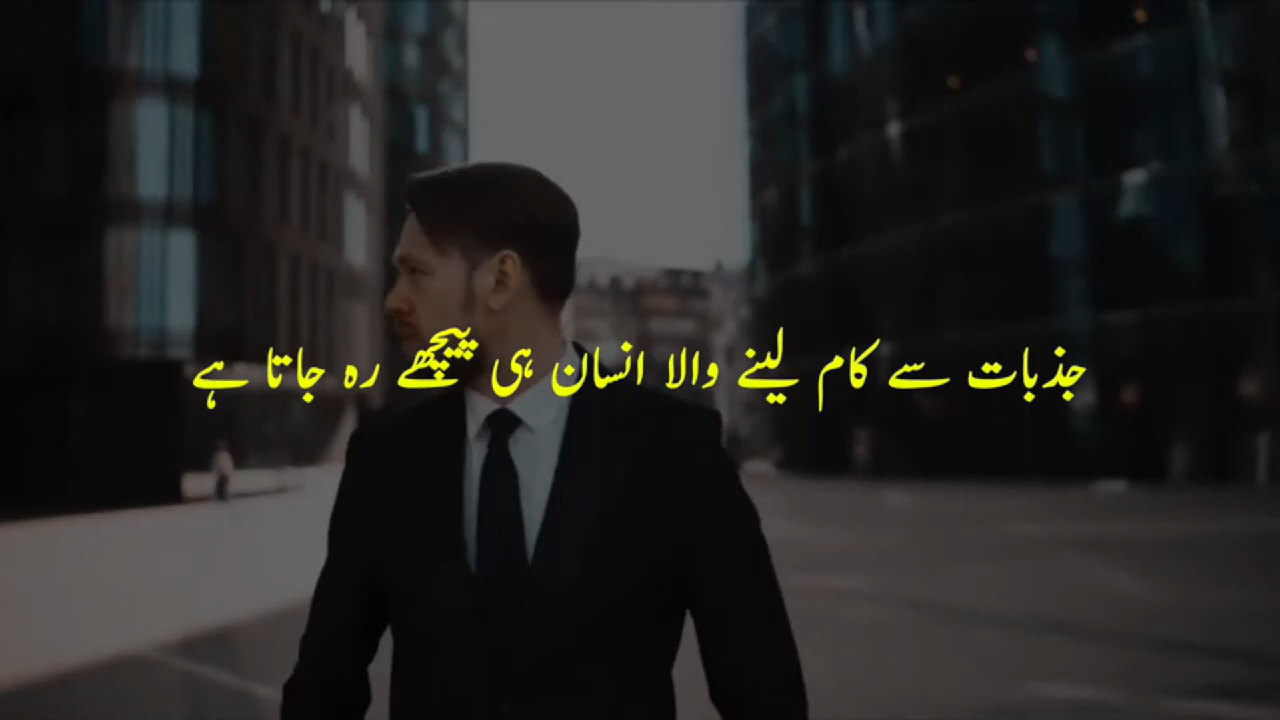 جذبات سے کام لینے والا انسان ہی پیچھے رہ جاتا ہے